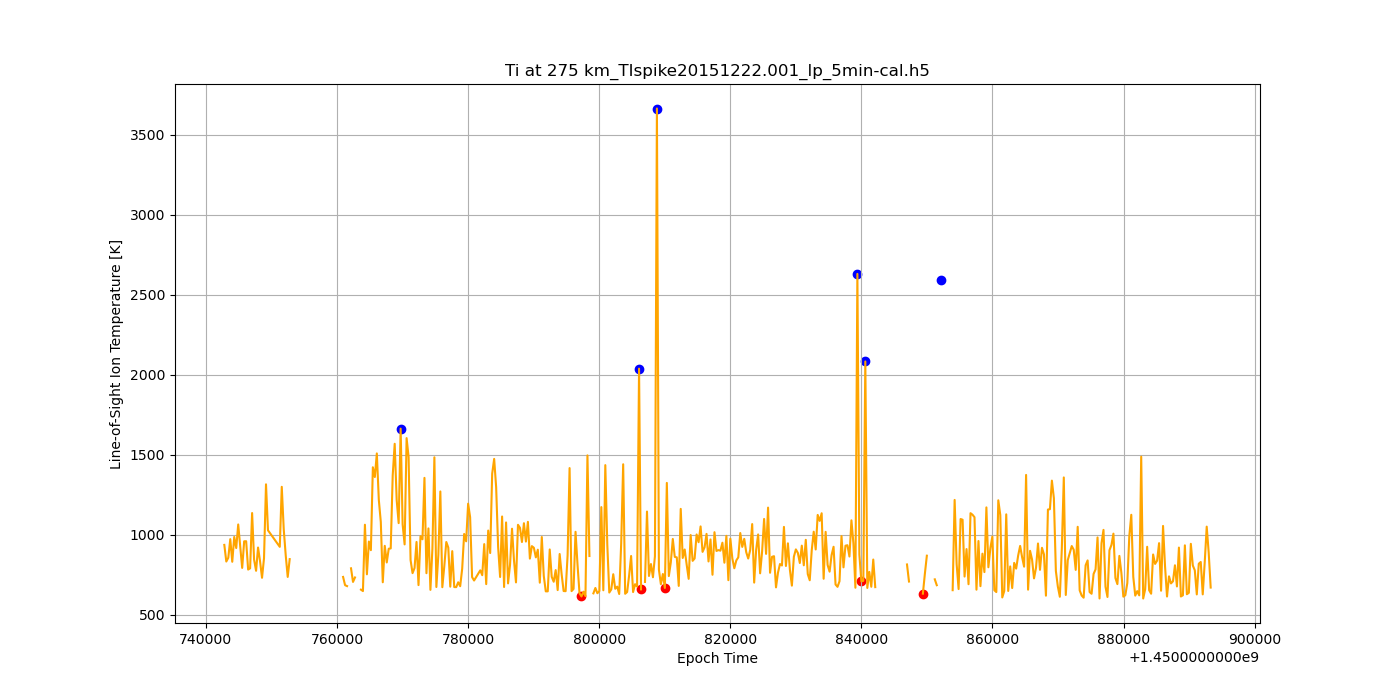 Ti at 275 km_TIspike20151222.001_lp_5min-cal.h5
Line-of-Sight Ion Temperature [K]
3500
3000
2500
2000
1500
1000
500
740000 760000 780000 800000 820000 840000 860000 880000 900000
Epoch Time
+1.4500000000e9